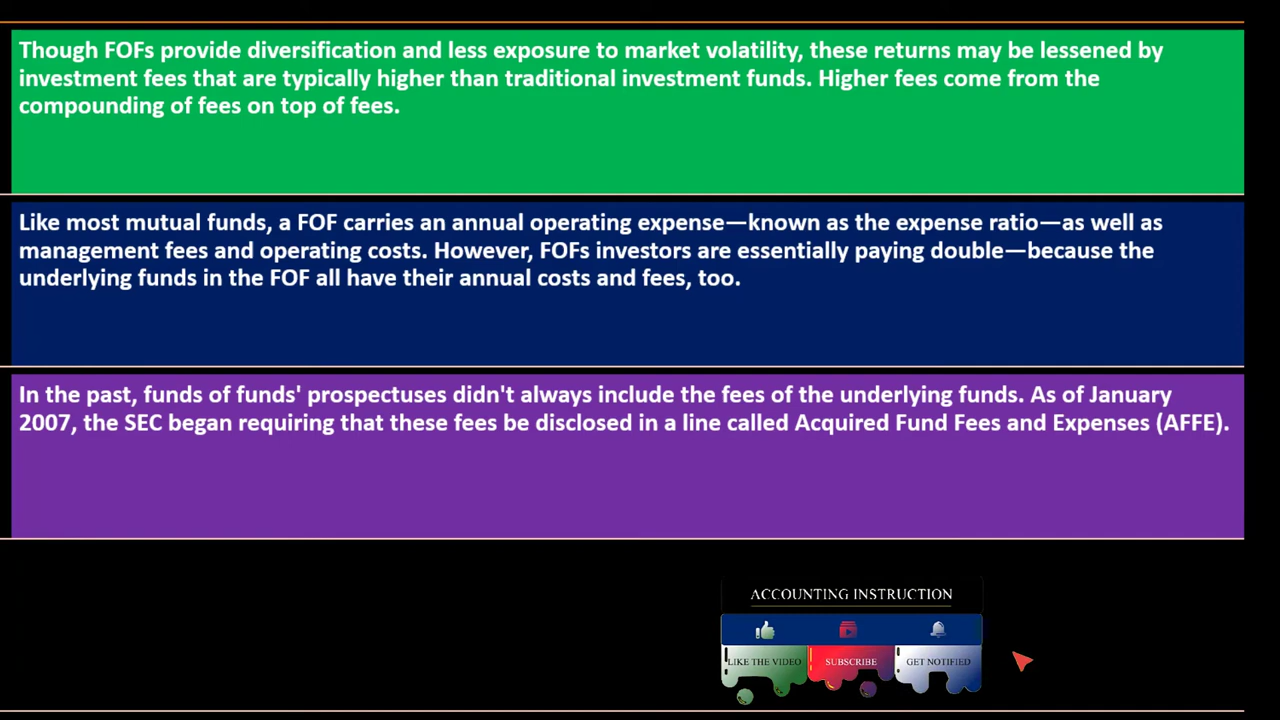 Though FOFs provide diversification and less exposure to market volatility, these returns may be lessened by
investment fees that are typically higher than traditional investment funds. Higher fees come from the
compounding of fees on top of fees.
Like most mutual funds, a FOF carries an annual operating expense—known as the expense ratio—as well as
management fees and operating costs. However, FOFs investors are essentially paying double—because the
underlying funds in the FOF all have their annual costs and fees, too.
In the past, funds of funds' prospectuses didn't always include the fees of the underlying funds. As of January
2007, the SEC began requiring that these fees be disclosed in a line called Acquired Fund Fees and Expenses (AFFE).
ACCOUNTING INSTRUCTION
LIKE THE VIDEO
SUBSCRIBE
GET NOTIFIED